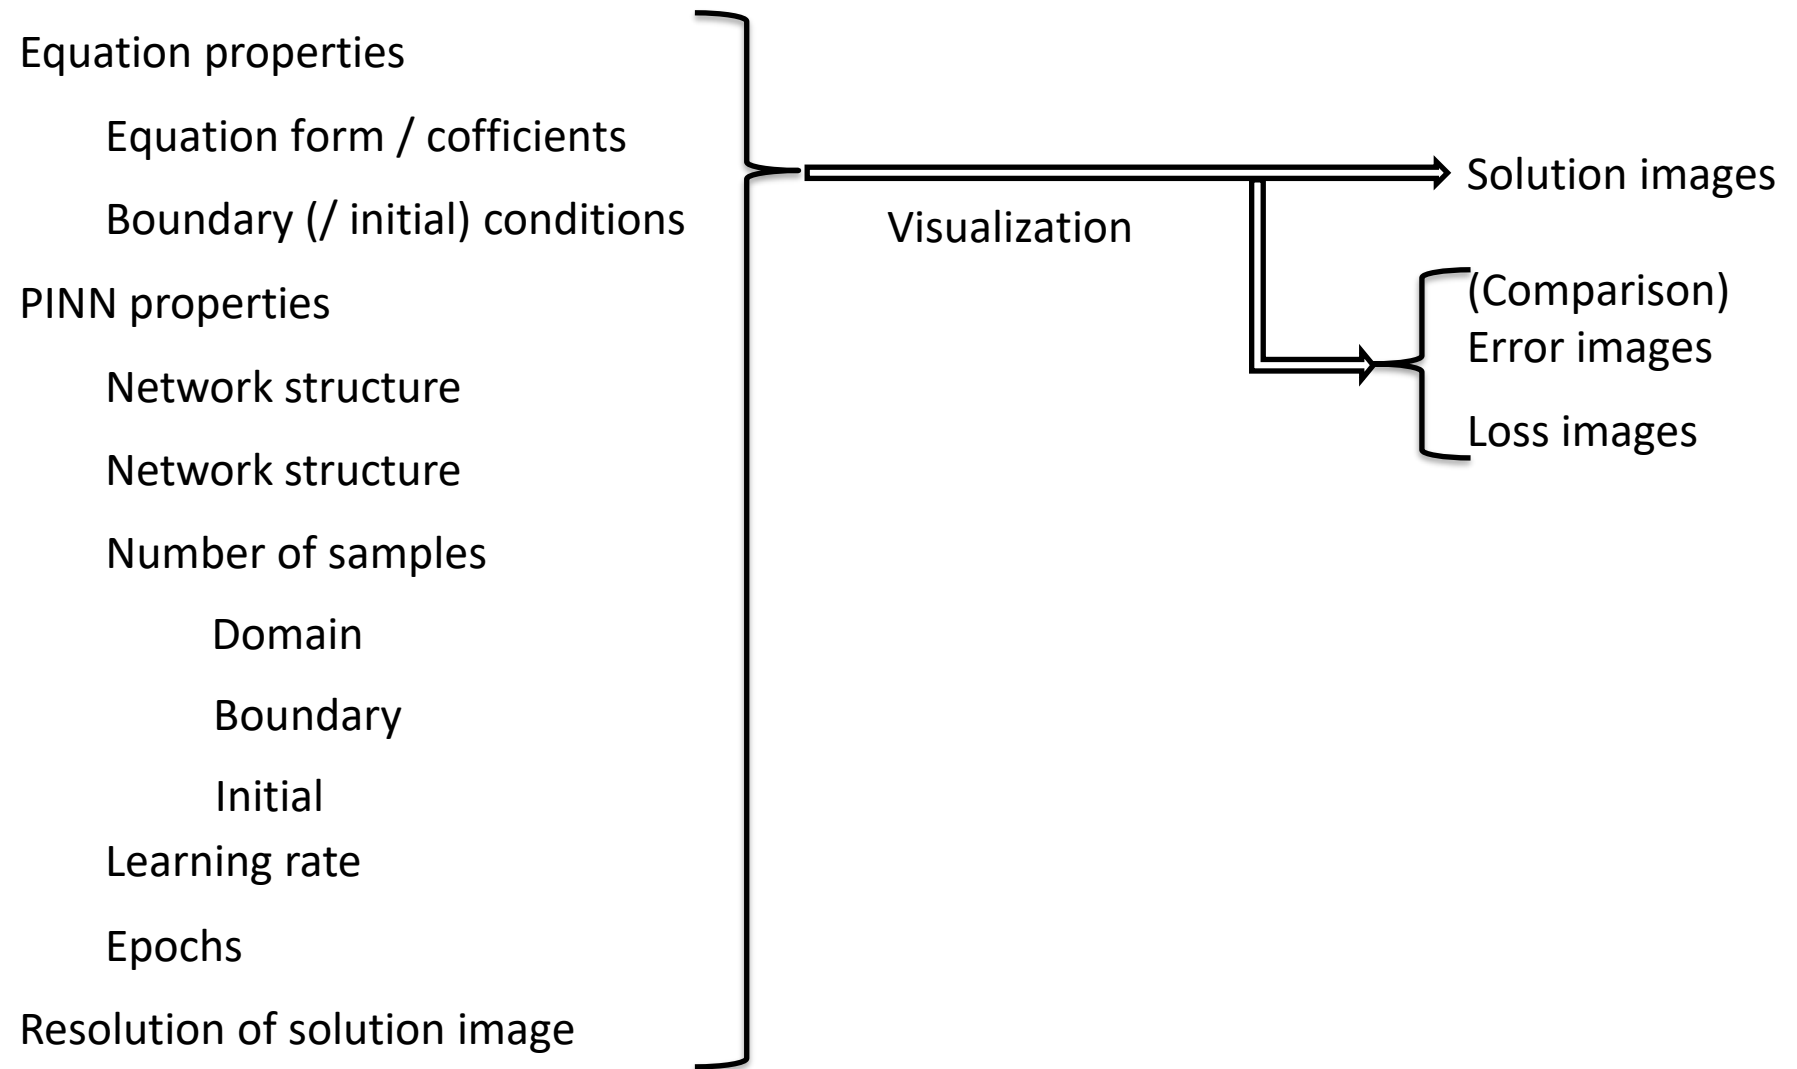 Equation properties
Equation form / cofficients
Boundary (/ initial) conditions
PINN properties
Network structure
Network structure
Number of samples
Domain
Boundary
Initial
Learning rate
Epochs
Resolution of solution image
Visualization
Solution images
(Comparison)
Error images
Loss images